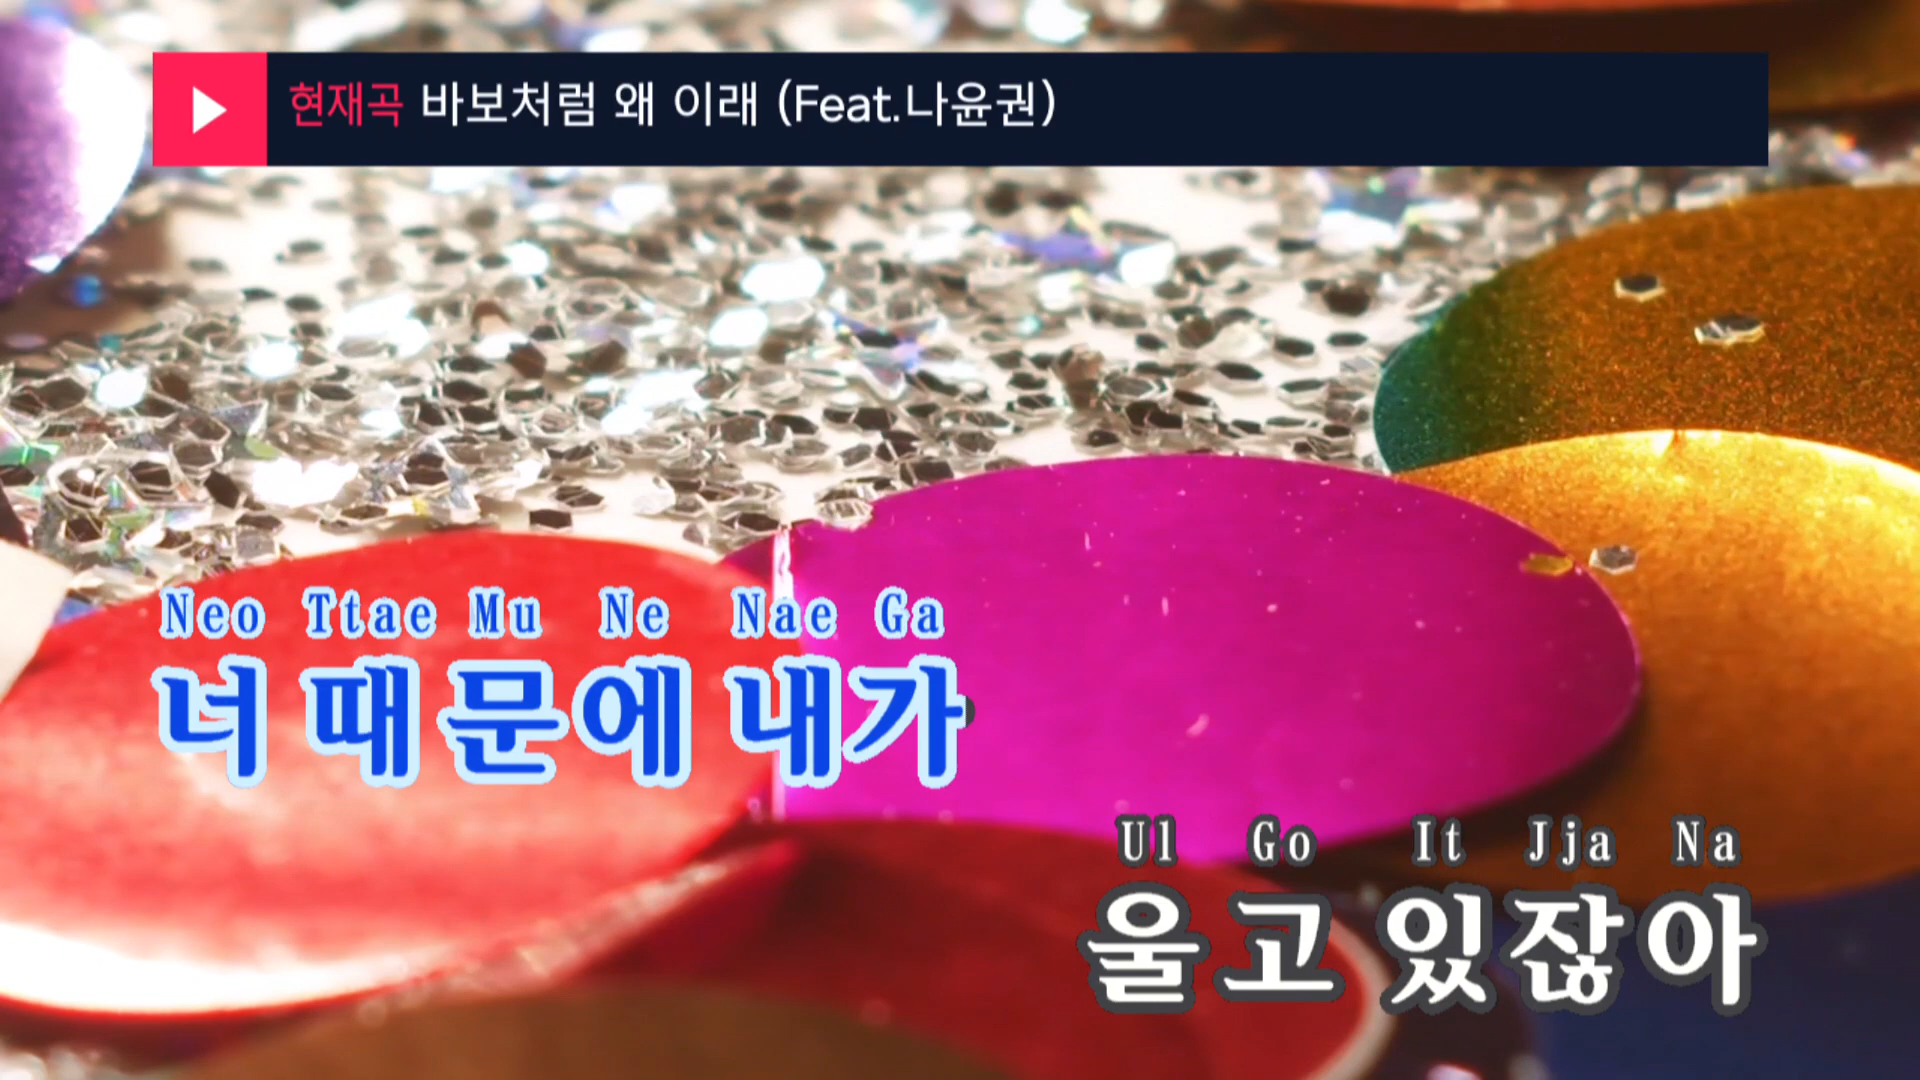 현재곡 바보처럼 왜 이래 (Feat.나윤권)
Neo Ttae Mu Ne Nae Ga
너 때문에 내가
Ul Go It Jja Na
울고 있잖아